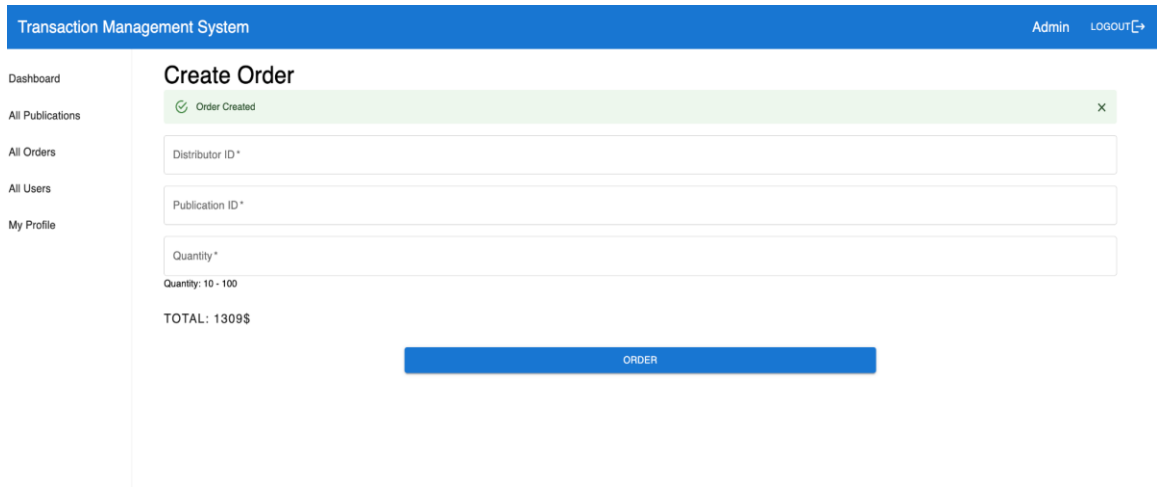 Transaction Management System
Admin
LOGOUT
Dashboard
All Publications
All Orders
All Users
My Profile
Create Order
Order Created
Distributor ID *
Publication ID *
Quantity *
Quantity: 10 - 100
TOTAL: 1309$
ORDER